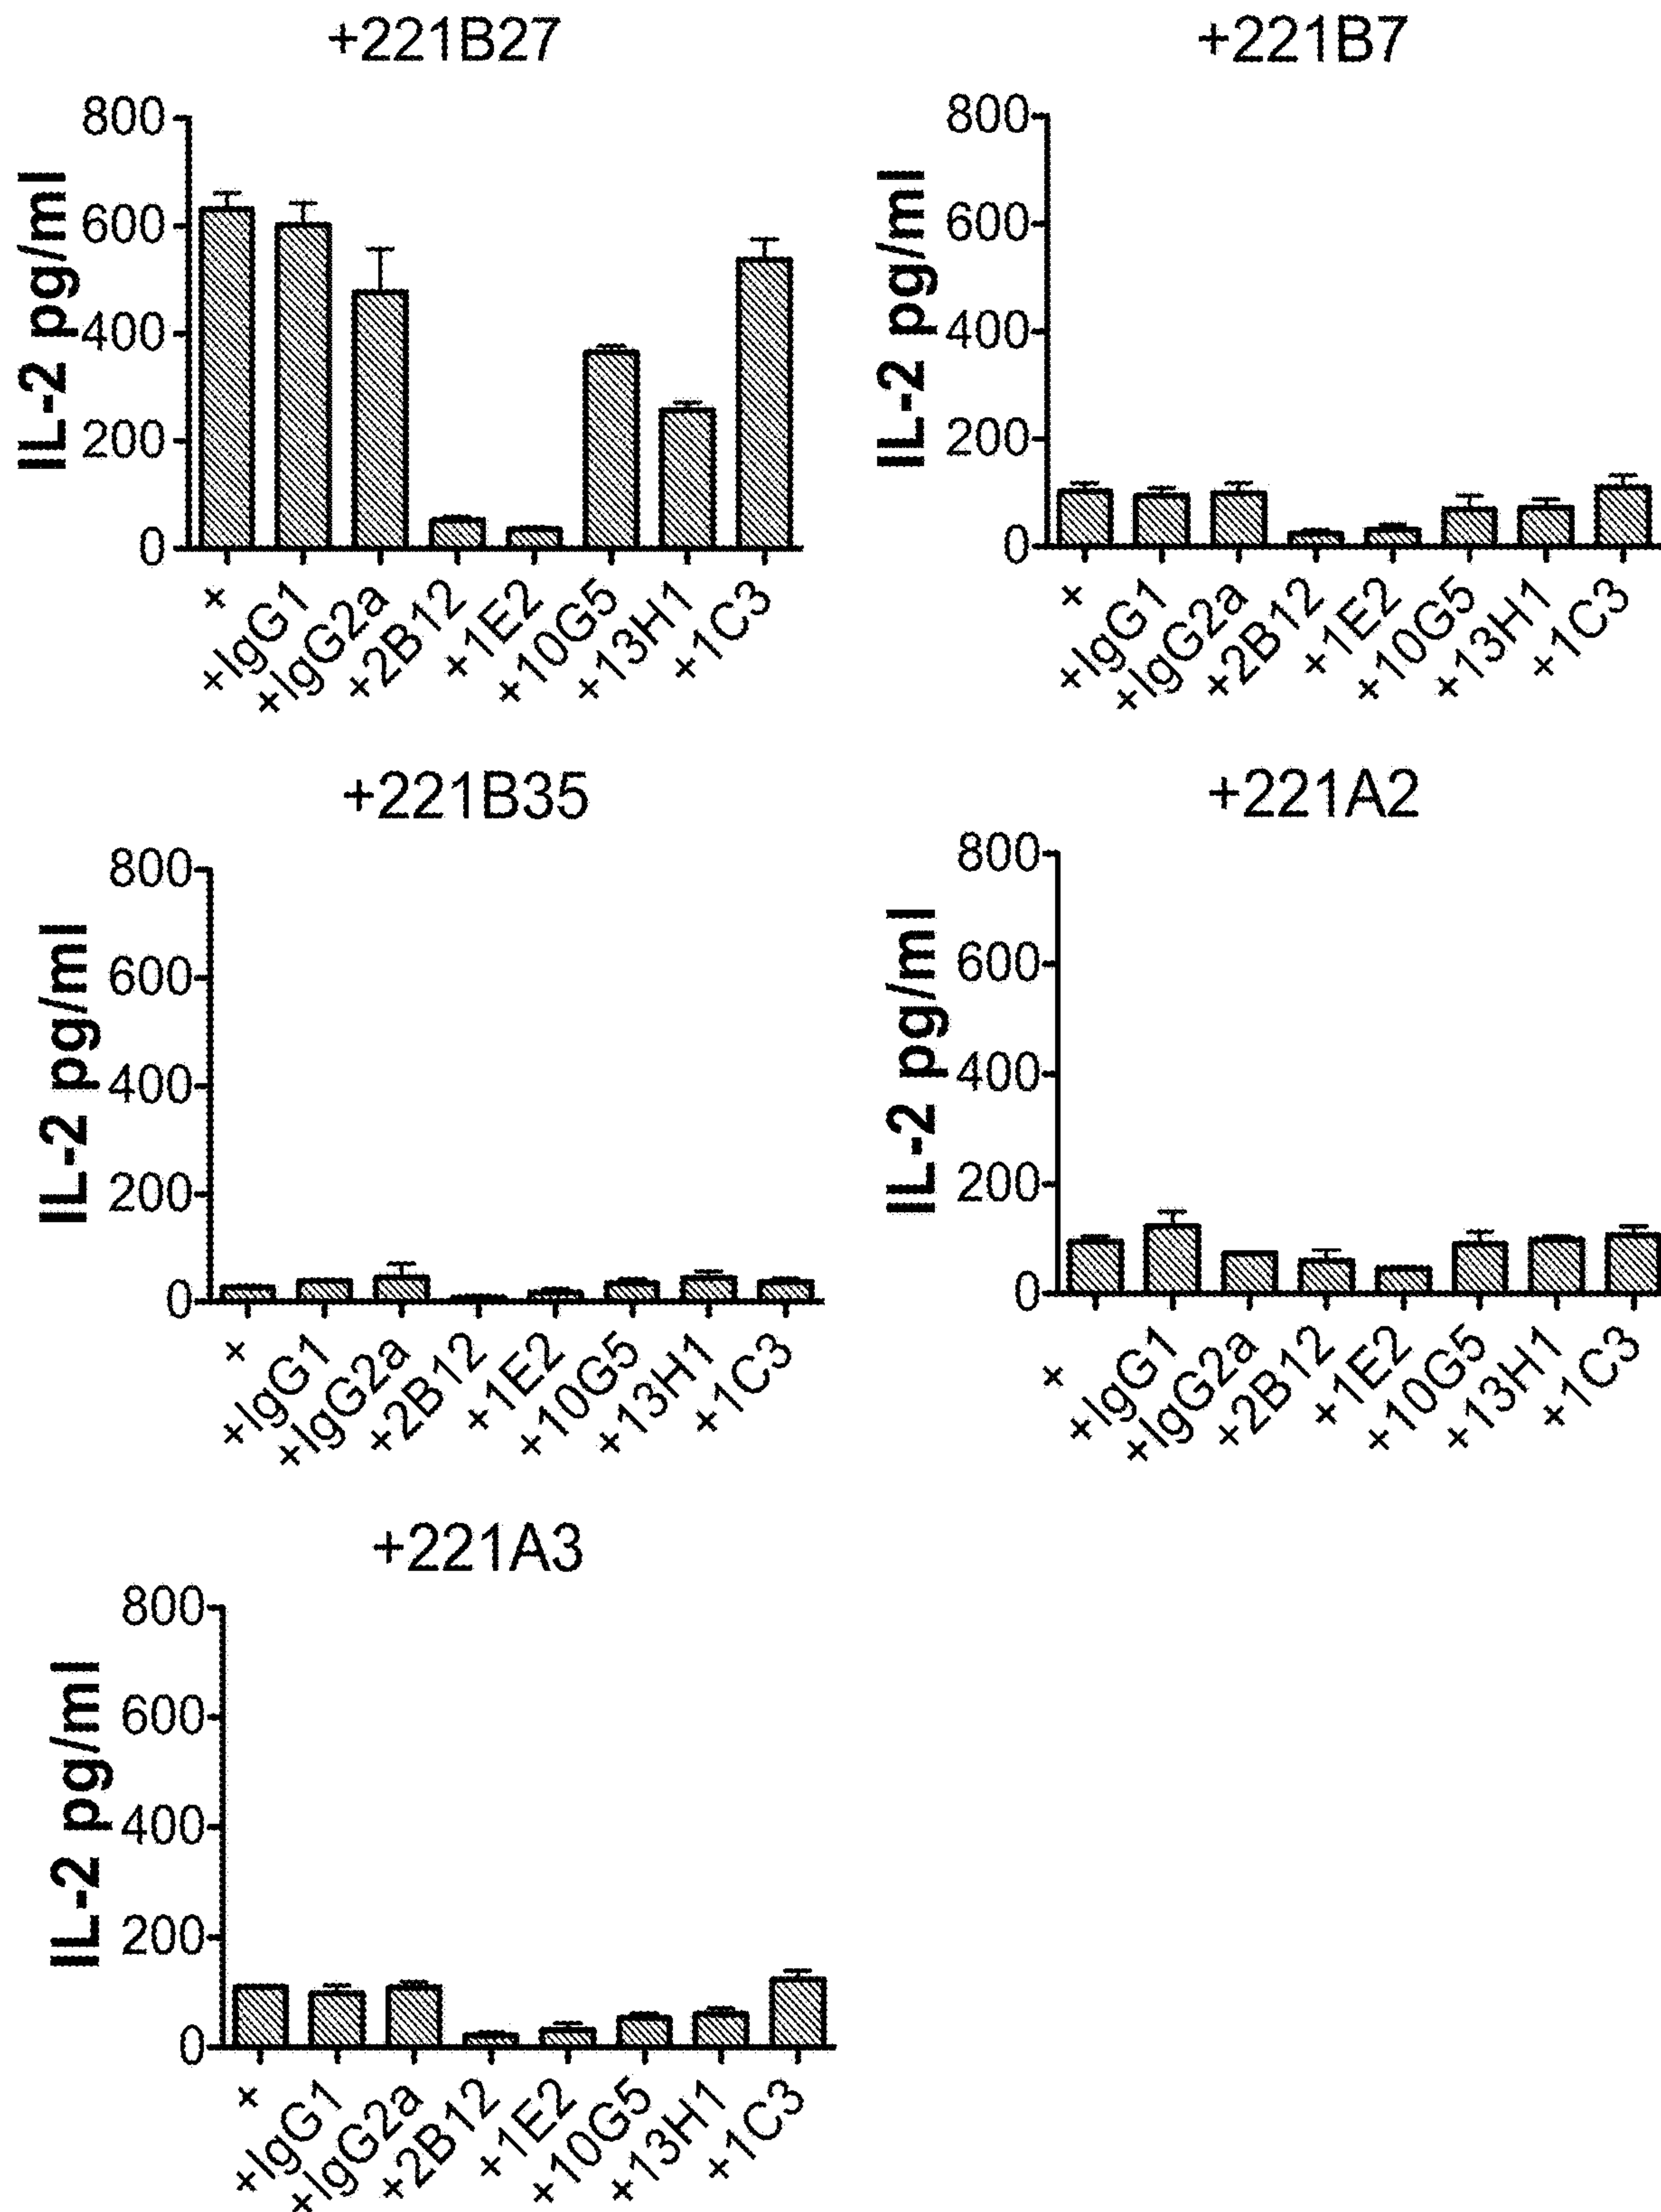 +221B27
IL-2 pg/ml
800
600
400
200
0
+
+IgG1
+IgG2a
+2B12
+1E2
+10G5
+13H1
+1C3
+221B7
IL-2 pg/ml
800
600
400
200
0
+
+IgG1
+IgG2a
+2B12
+1E2
+10G5
+13H1
+1C3
+221B35
IL-2 pg/ml
800
600
400
200
0
+
+IgG1
+IgG2a
+2B12
+1E2
+10G5
+13H1
+1C3
+221A2
IL-2 pg/ml
800
600
400
200
0
+
+IgG1
+IgG2a
+2B12
+1E2
+10G5
+13H1
+1C3
+221A3
IL-2 pg/ml
800
600
400
200
0
+
+IgG1
+IgG2a
+2B12
+1E2
+10G5
+13H1
+1C3